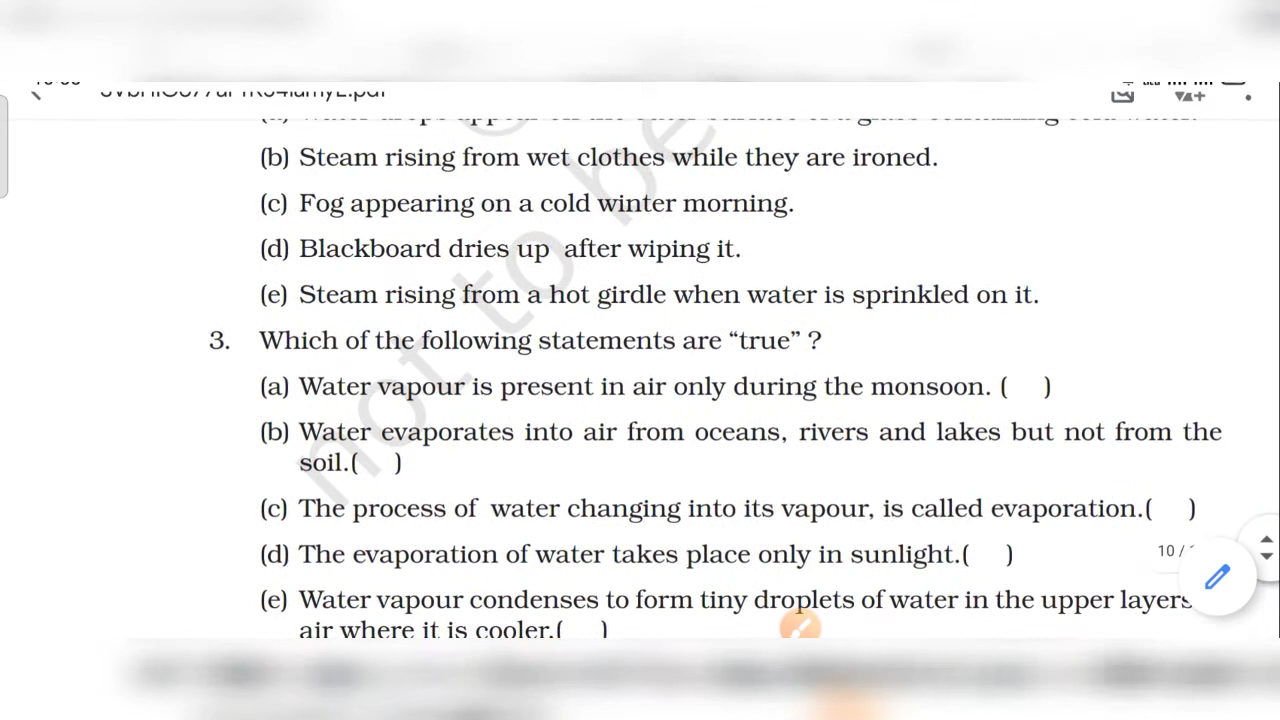 (b) Steam rising from wet clothes while they are ironed.
(c) Fog appearing on a cold winter morning.
(d) Blackboard dries up after wiping it.
(e) Steam rising from a hot girdle when water is sprinkled on it.
3. Which of the following statements are “true” ?
(a) Water vapour is present in air only during the monsoon. ( )
(b) Water evaporates into air from oceans, rivers and lakes but not from the
soil.( )
(c) The process of water changing into its vapour, is called evaporation.( )
(d) The evaporation of water takes place only in sunlight.( )
10 /
(e) Water vapour condenses to form tiny droplets of water in the upper layers
air where it is cooler.( )
not to be